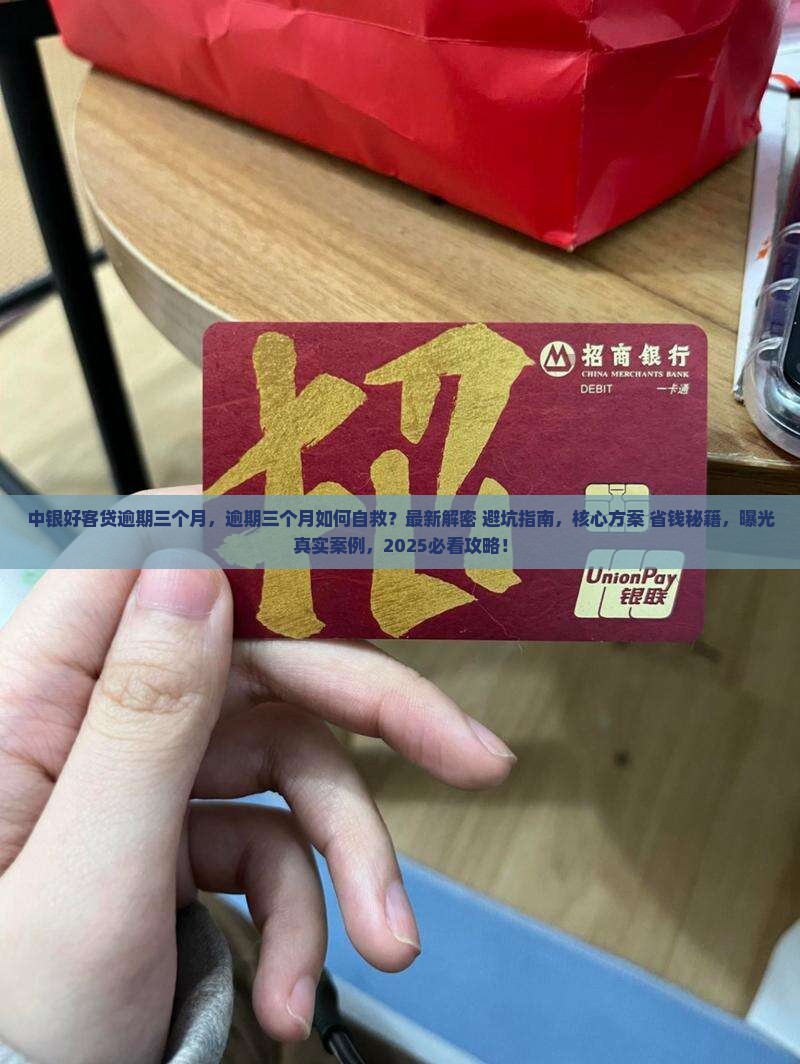 招
招商银行
CHINA MERCHANTS BANK
DEBIT 一卡通
中银好客贷逾期三个月，逾期三个月如何自救？最新解密 避坑指南，核心方案 省钱秘籍，曝光
真实案例，2025必看攻略！
UnionPay
银联